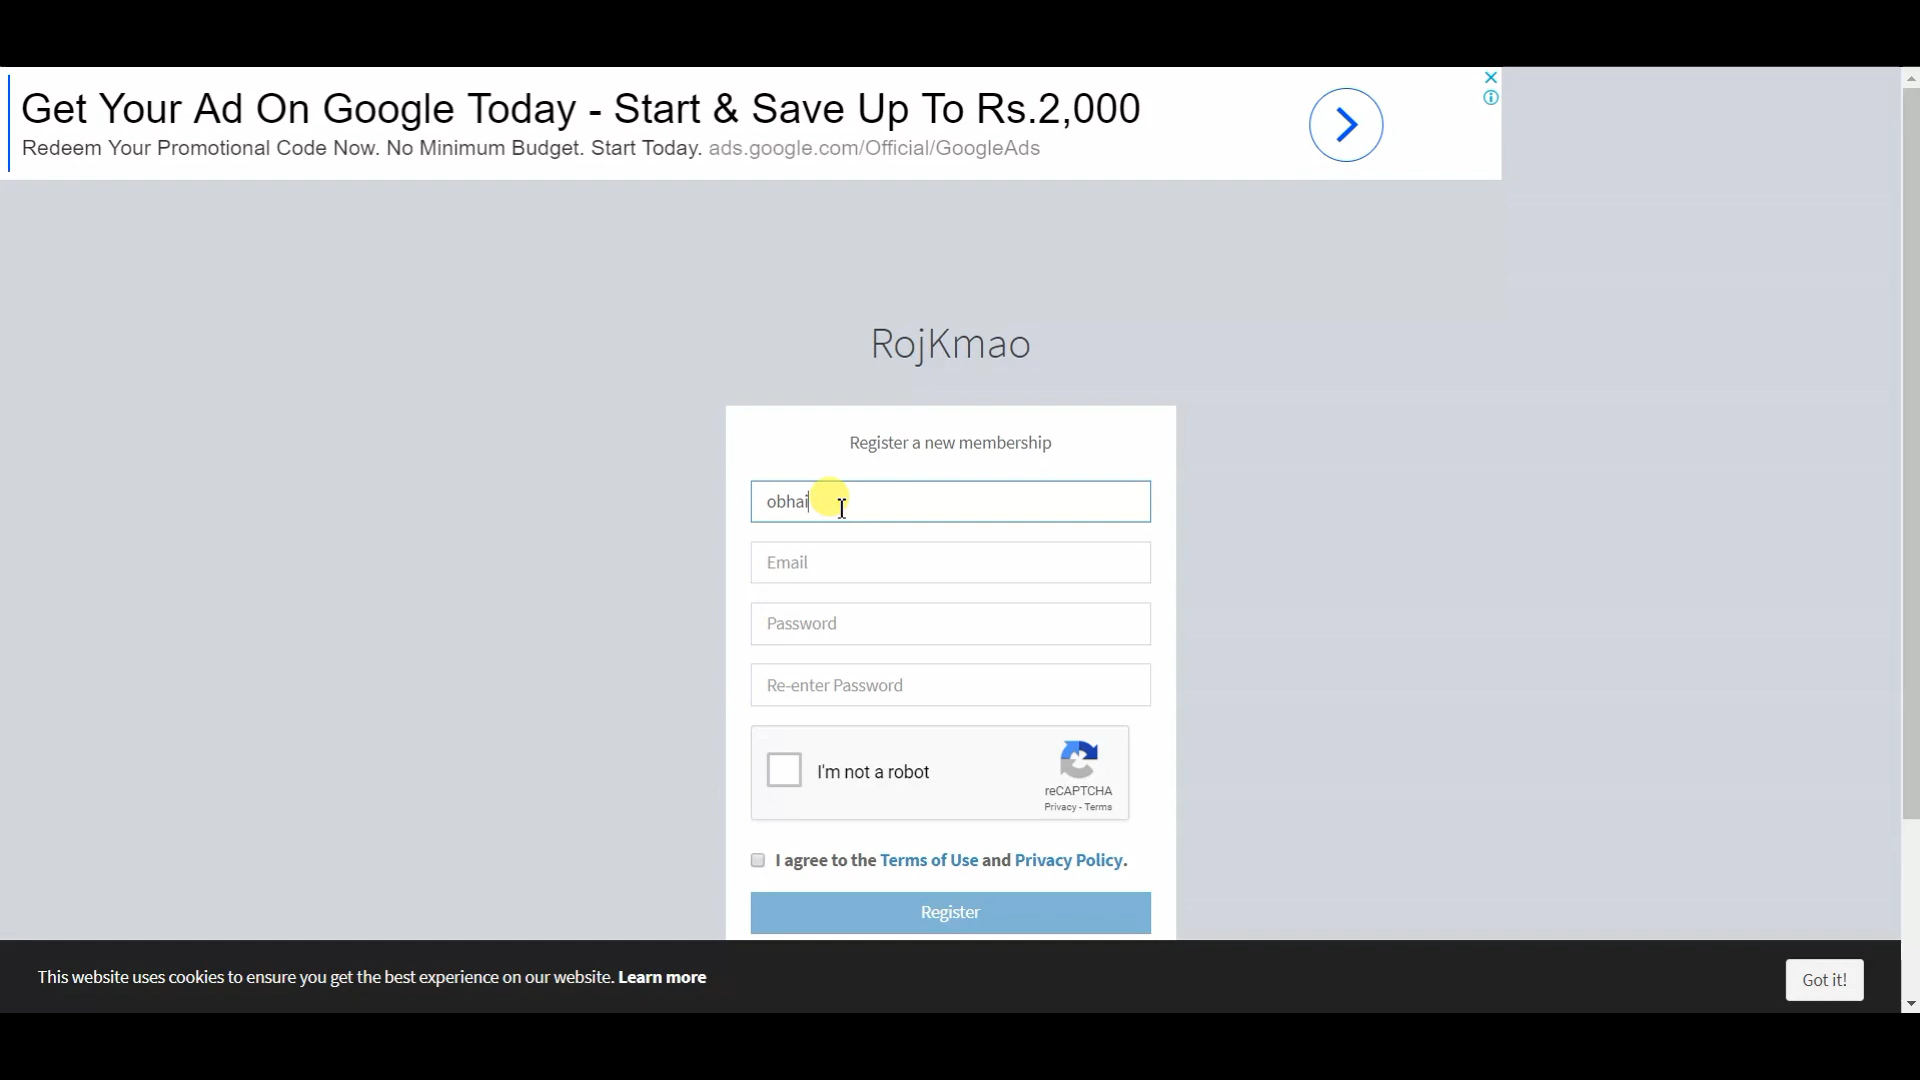 Get Your Ad On Google Today - Start & Save Up To Rs.2,000
Redeem Your Promotional Code Now. No Minimum Budget. Start Today. ads.google.com/Official/GoogleAds
RojKmao
Register a new membership
obhai
Email
Password
Re-enter Password
I'm not a robot
reCAPTCHA
Privacy - Terms
I agree to the Terms of Use and Privacy Policy.
Register
This website uses cookies to ensure you get the best experience on our website. Learn more
Got it!